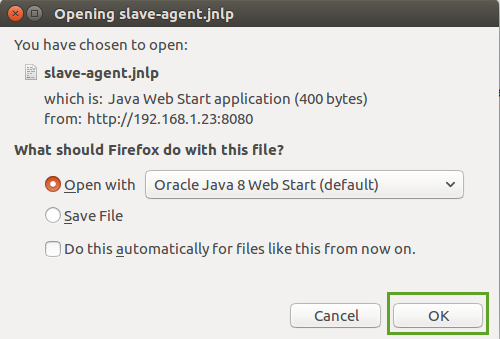 Opening slave-agent.jnlp
You have chosen to open:
slave-agent.jnlp
which is: Java Web Start application (400 bytes)
from: http://192.168.1.23:8080
What should Firefox do with this file?
Open with Oracle Java 8 Web Start (default)
Save File
Do this automatically for files like this from now on.
Cancel OK